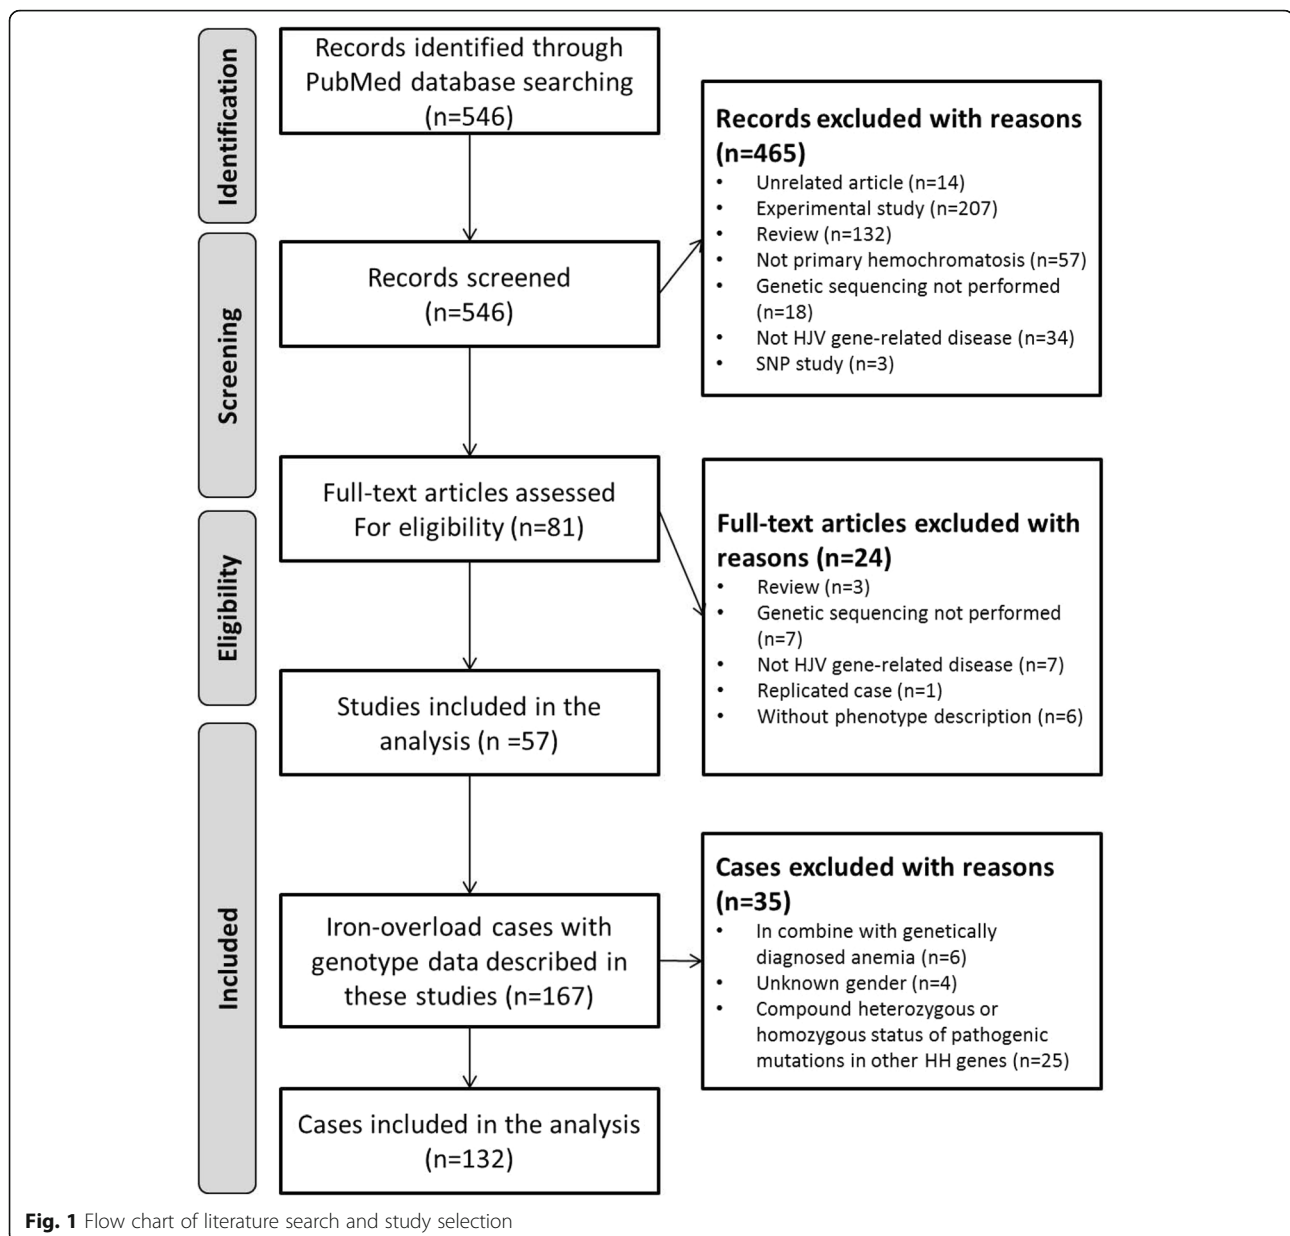 Identification
Records identified through
PubMed database searching
(n=546)
Records excluded with reasons
(n=465)
• Unrelated article (n=14)
• Experimental study (n=207)
• Review (n=132)
• Not primary hemochromatosis (n=57)
• Genetic sequencing not performed
(n=18)
• Not HJV gene-related disease (n=34)
• SNP study (n=3)
Screening
Records screened
(n=546)
Full-text articles assessed
For eligibility (n=81)
Full-text articles excluded with
reasons (n=24)
• Review (n=3)
• Genetic sequencing not performed
(n=7)
• Not HJV gene-related disease (n=7)
• Replicated case (n=1)
• Without phenotype description (n=6)
Eligibility
Studies included in the
analysis (n =57)
Included
Iron-overload cases with
genotype data described in
these studies (n=167)
Cases excluded with reasons
(n=35)
• In combine with genetically
diagnosed anemia (n=6)
• Unknown gender (n=4)
• Compound heterozygous or
homozygous status of pathogenic
mutations in other HH genes (n=25)
Cases included in the analysis
(n=132)
Fig. 1 Flow chart of literature search and study selection